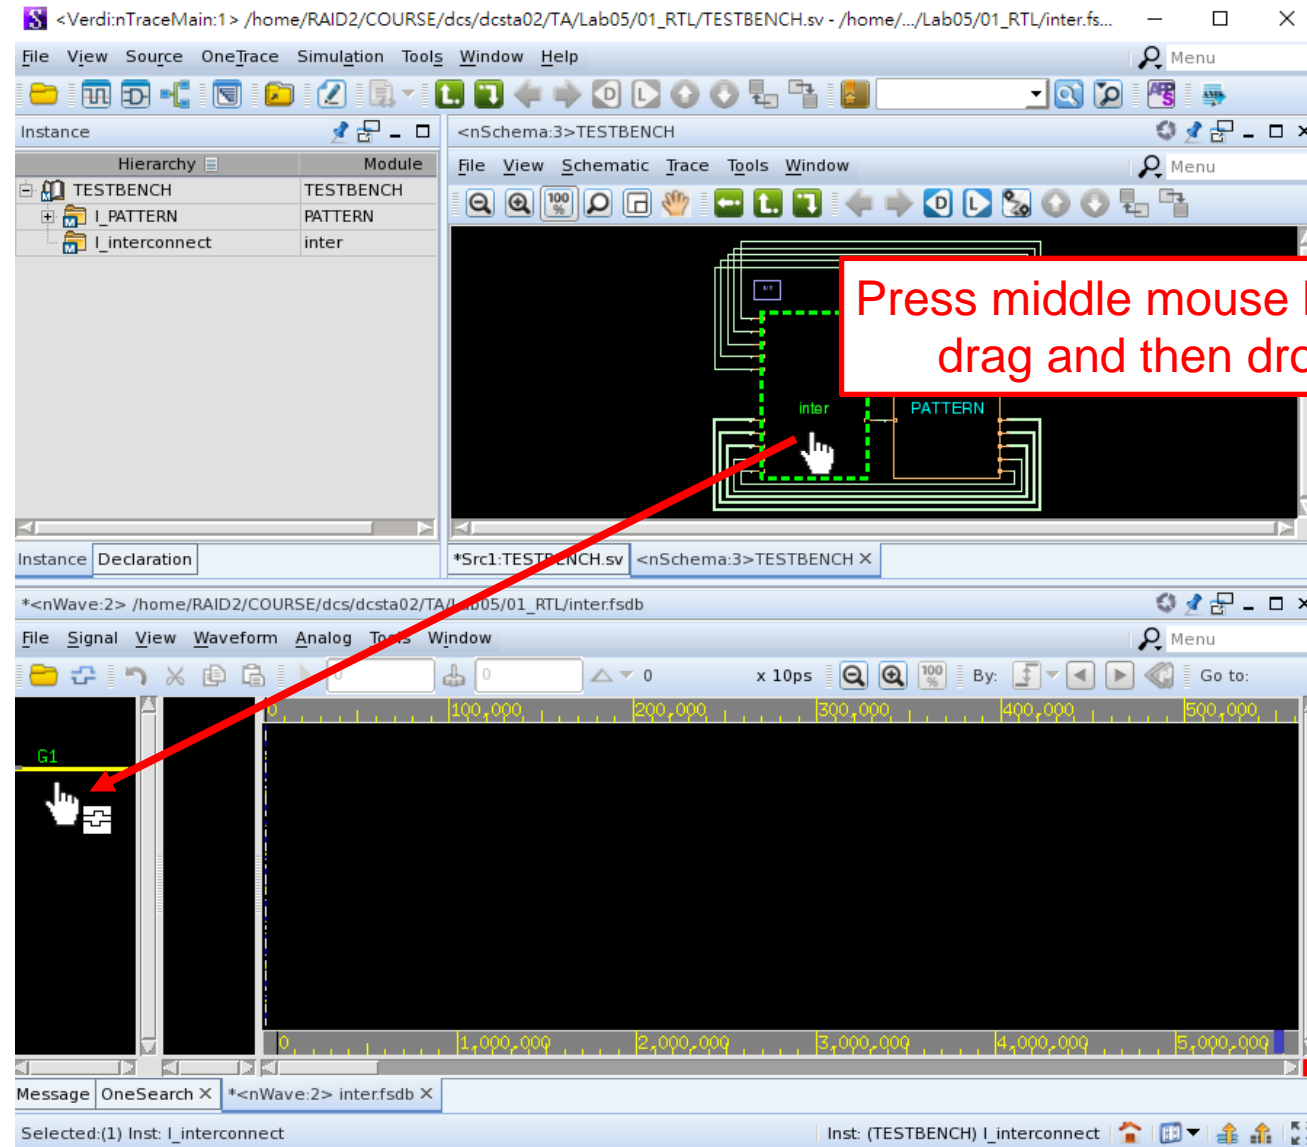 <Verdi:nTraceMain:1> /home/RAID2/COURSE/dcs/dcsta02/TA/Lab05/01_RTL/TESTBENCH.sv - /home/.../Lab05/01_RTL/inter.fs...
File View Source OneTrace Simulation Tools Window Help
Menu
Instance
<nSchema:3>TESTBENCH
Hierarchy Module
File View Schematic Trace Tools Window
Menu
TESTBENCH TESTBENCH
I_PATTERN PATTERN
I_interconnect inter
Press middle mouse
drag and then dro
inter
PATTERN
Instance Declaration
*Src1:TESTBENCH.sv <nSchema:3>TESTBENCH
*<nWave:2> /home/RAID2/COURSE/dcs/dcsta02/TA/Lab05/01_RTL/inter.fsdb
File Signal View Waveform Analog Tools Window
Menu
0 0 0 x 10ps 100 % By: Go to:
0 100,000 200,000 300,000 400,000 500,000
G1
0 1,000,000 2,000,000 3,000,000 4,000,000 5,000,000
Message OneSearch *<nWave:2> inter.fsdb
Selected:(1) Inst: I_interconnect
Inst: (TESTBENCH) I_interconnect